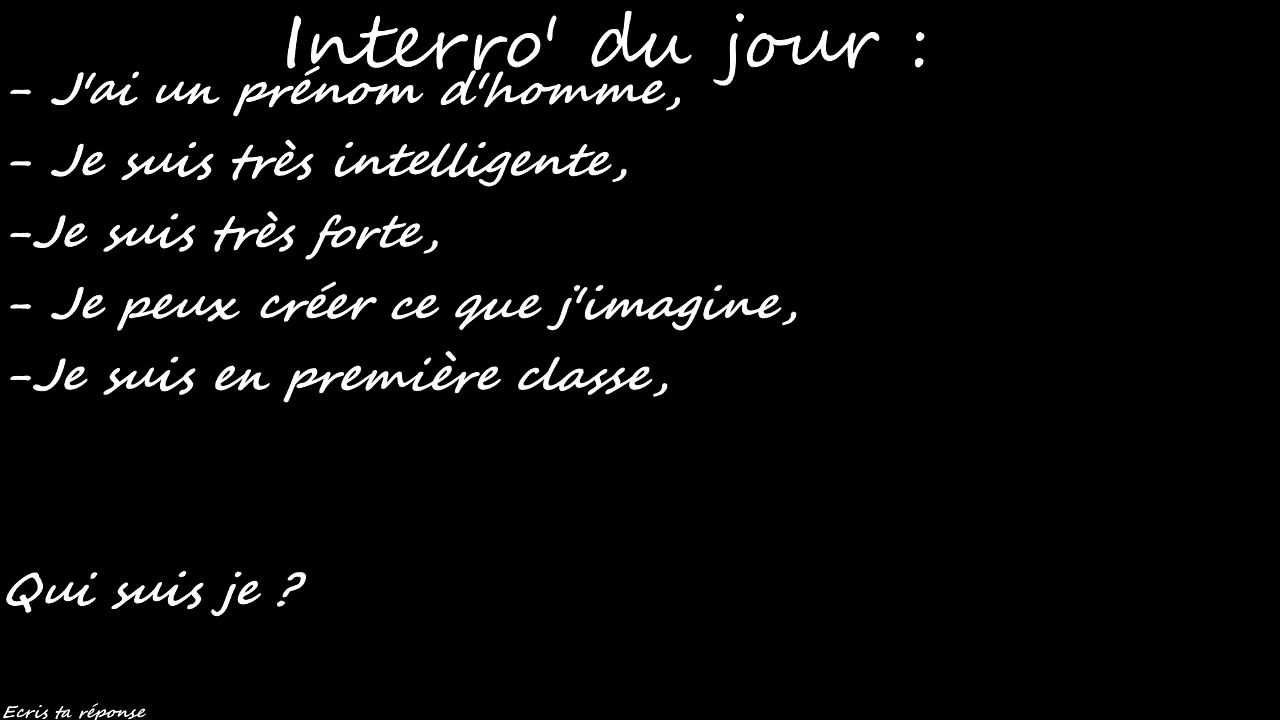 Interro' du jour :
- J'ai un prénom d'homme,
- Je suis très intelligente,
-Je suis très forte,
- Je peux créer ce que j'imagine,
-Je suis en première classe,
Qui suis je ?
Ecris ta réponse